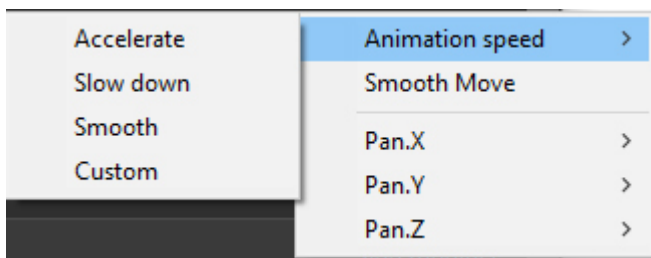 Accelerate
Slow down
Smooth
Custom
Animation speed
Smooth Move
Pan.X
Pan.Y
Pan.Z